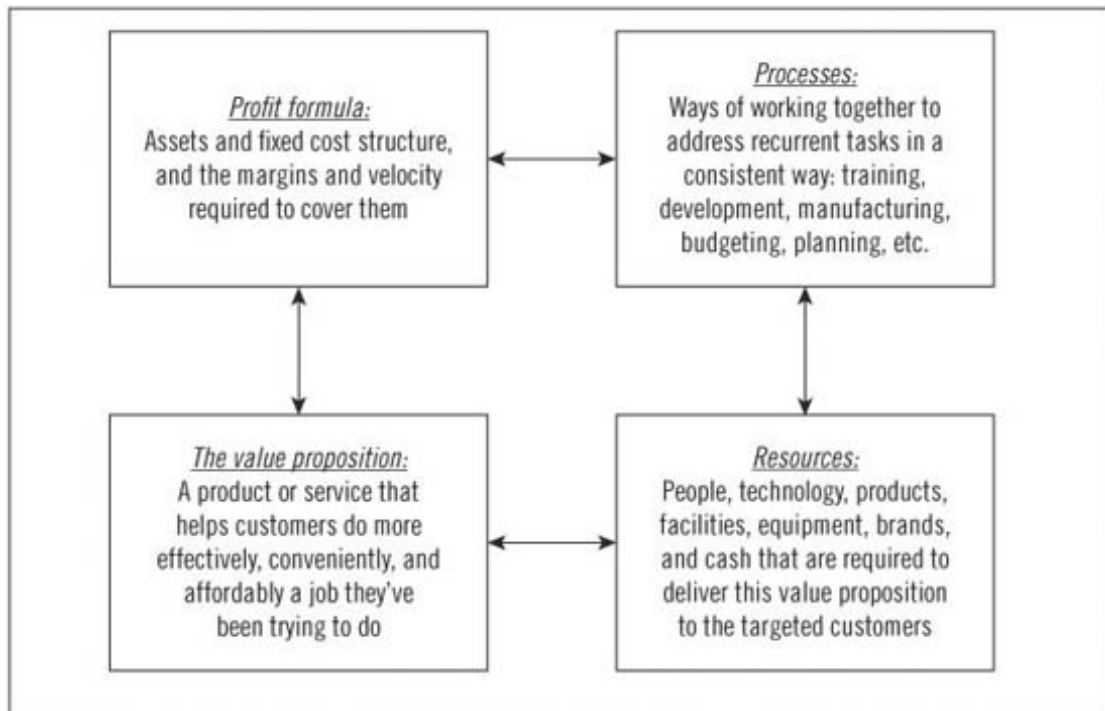 Profit formula:
Assets and fixed cost structure,
and the margins and velocity
required to cover them
Processes:
Ways of working together to
address recurrent tasks in a
consistent way: training,
development, manufacturing,
budgeting, planning, etc.
The value proposition:
A product or service that
helps customers do more
effectively, conveniently, and
affordably a job they've
been trying to do
Resources:
People, technology, products,
facilities, equipment, brands,
and cash that are required to
deliver this value proposition
to the targeted customers